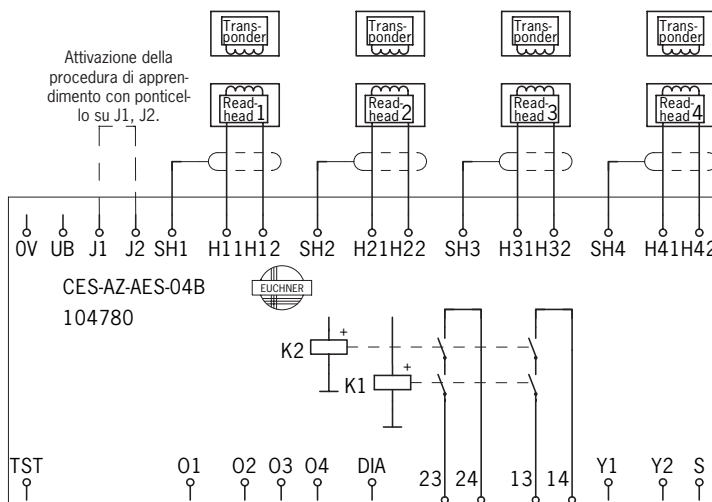 Trans-
ponder
Trans-
ponder
Trans-
ponder
Trans-
ponder
Attivazione della
procedura di appren-
dimento con ponticel-
lo su J1, J2.
Read-
head 1
Read-
head 2
Read-
head 3
Read-
head 4
0V UB J1 J2 SH1 H11 H12 SH2 H21 H22 SH3 H31 H32 SH4 H41 H42
CES-AZ-AES-04B
EUCHNER
104780
K2 +
K1 +
TST O1 O2 O3 O4 DIA 23 24 13 14 Y1 Y2 S